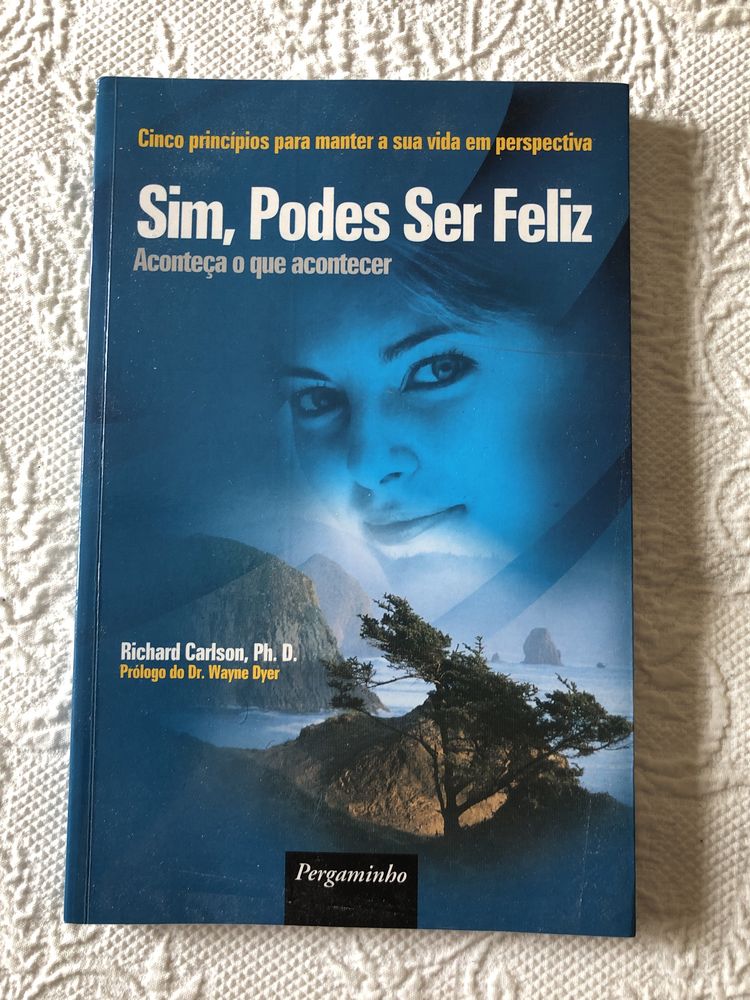 Cinco princípios para manter a sua vida em perspectiva
Sim, Podes Ser Feliz
Aconteça o que acontecer
Richard Carlson, Ph. D.
Prólogo do Dr. Wayne Dyer
Pergaminho